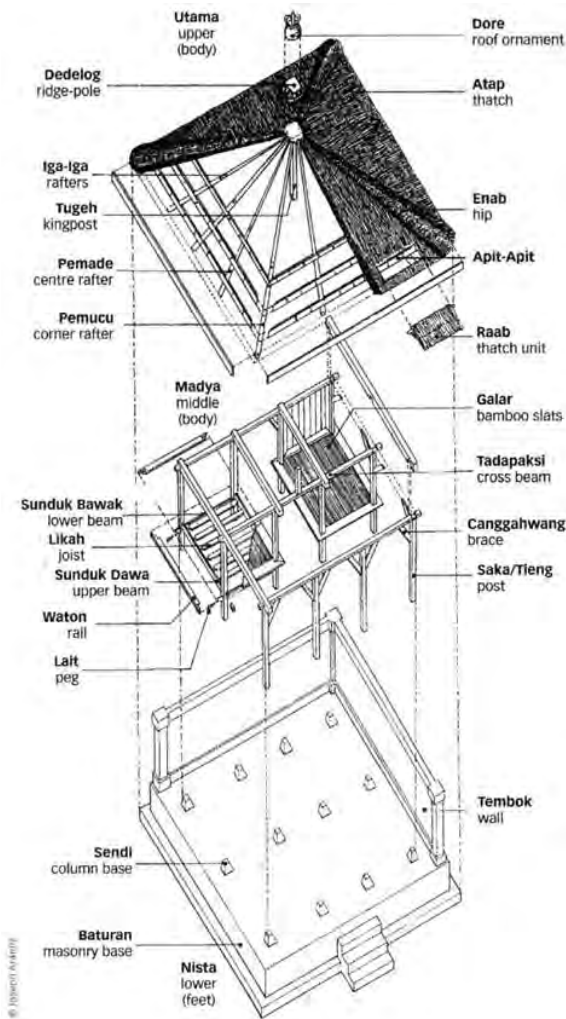 Utama
upper
(body)
Dore
roof ornament
Dedelog
ridge-pole
Atap
thatch
Iga-Iga
rafters
Tugeh
kingpost
Enab
hip
Pemade
centre rafter
Apit-Apit
Pemucu
corner rafter
Raab
thatch unit
Madya
middle
(body)
Galar
bamboo slats
Tadapaksi
cross beam
Sunduk Bawak
lower beam
Likah
joist
Sunduk Dawa
upper beam
Canggahwang
brace
Saka/Tieng
post
Waton
rail
Lait
peg
Tembok
wall
Sendi
column base
Baturan
masonry base
Nista
lower
(feet)
©